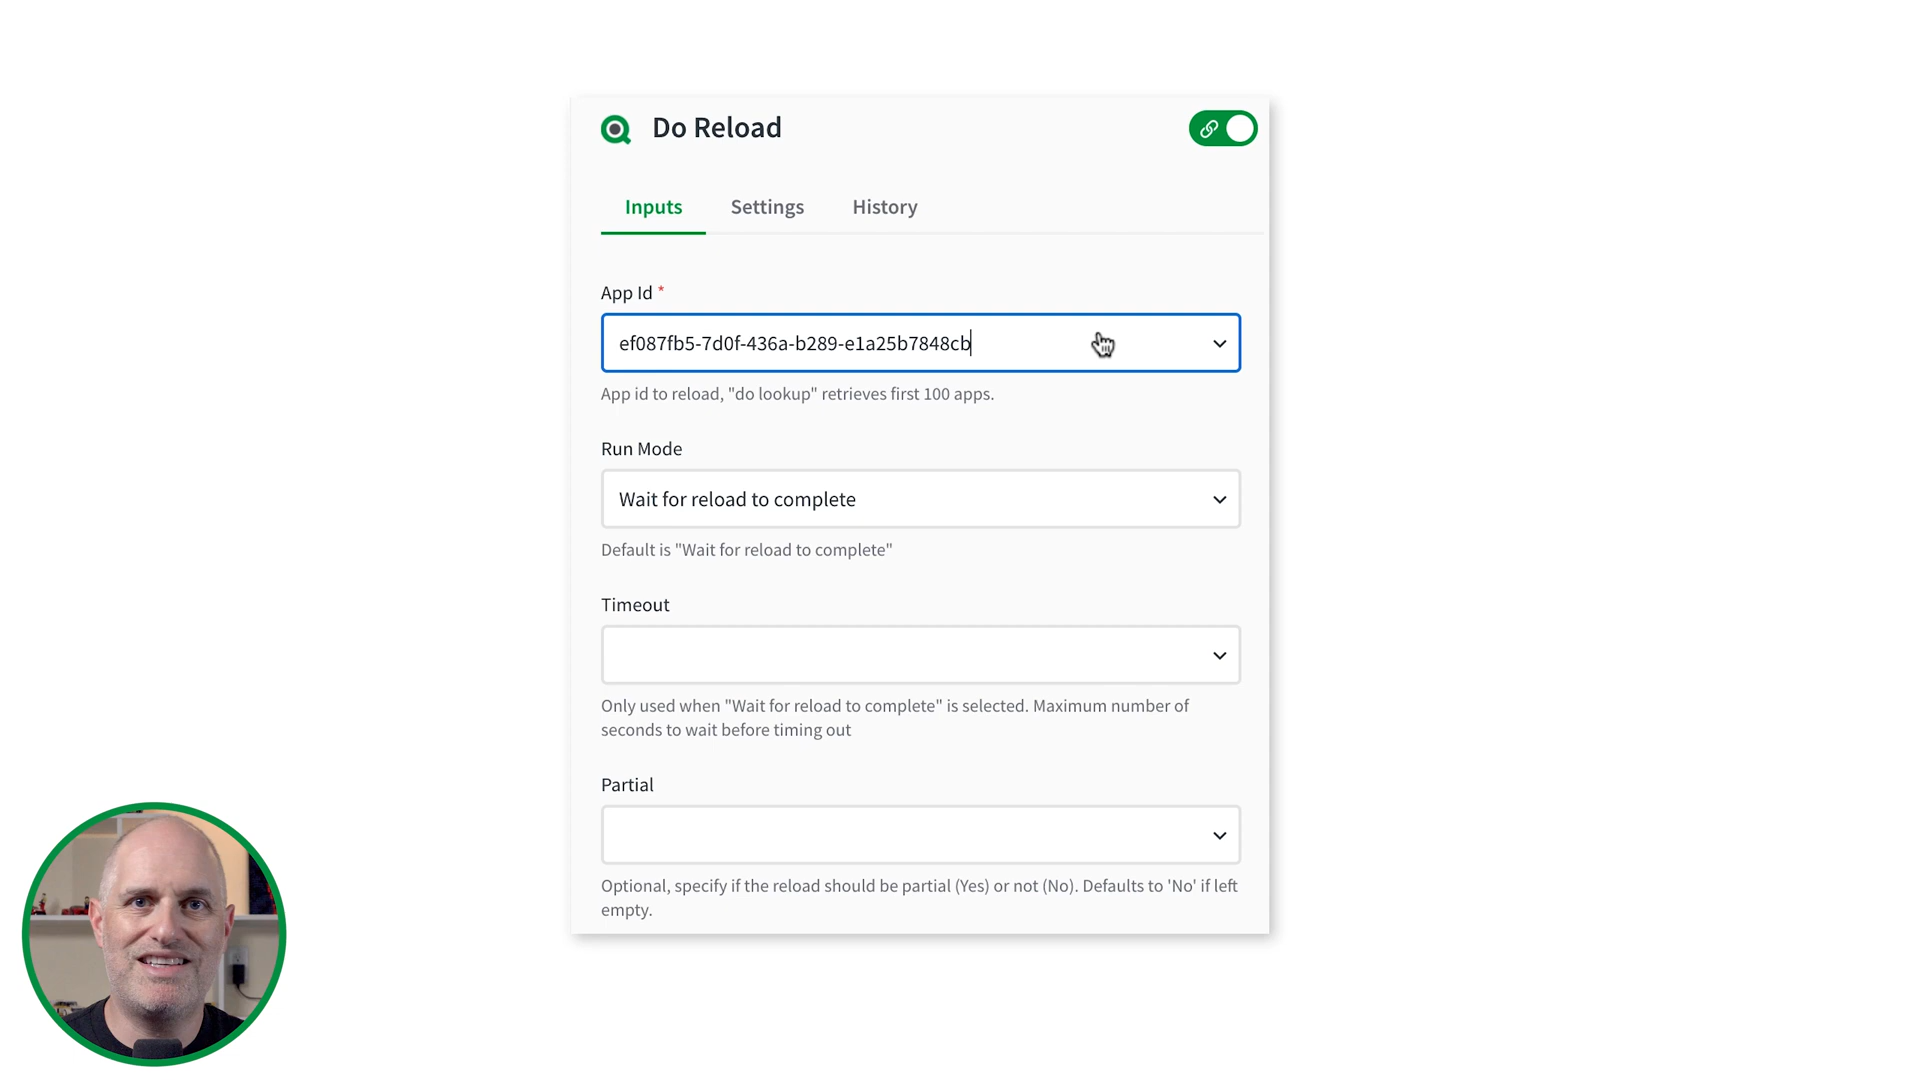 Do Reload
Inputs
Settings
History
App Id *
ef087fb5-7d0f-436a-b289-e1a25b7848cb
App id to reload, "do lookup" retrieves first 100 apps.
Run Mode
Wait for reload to complete
Default is "Wait for reload to complete"
Timeout
Only used when "Wait for reload to complete" is selected. Maximum number of
seconds to wait before timing out
Partial
Optional, specify if the reload should be partial (Yes) or not (No). Defaults to 'No' if left
empty.